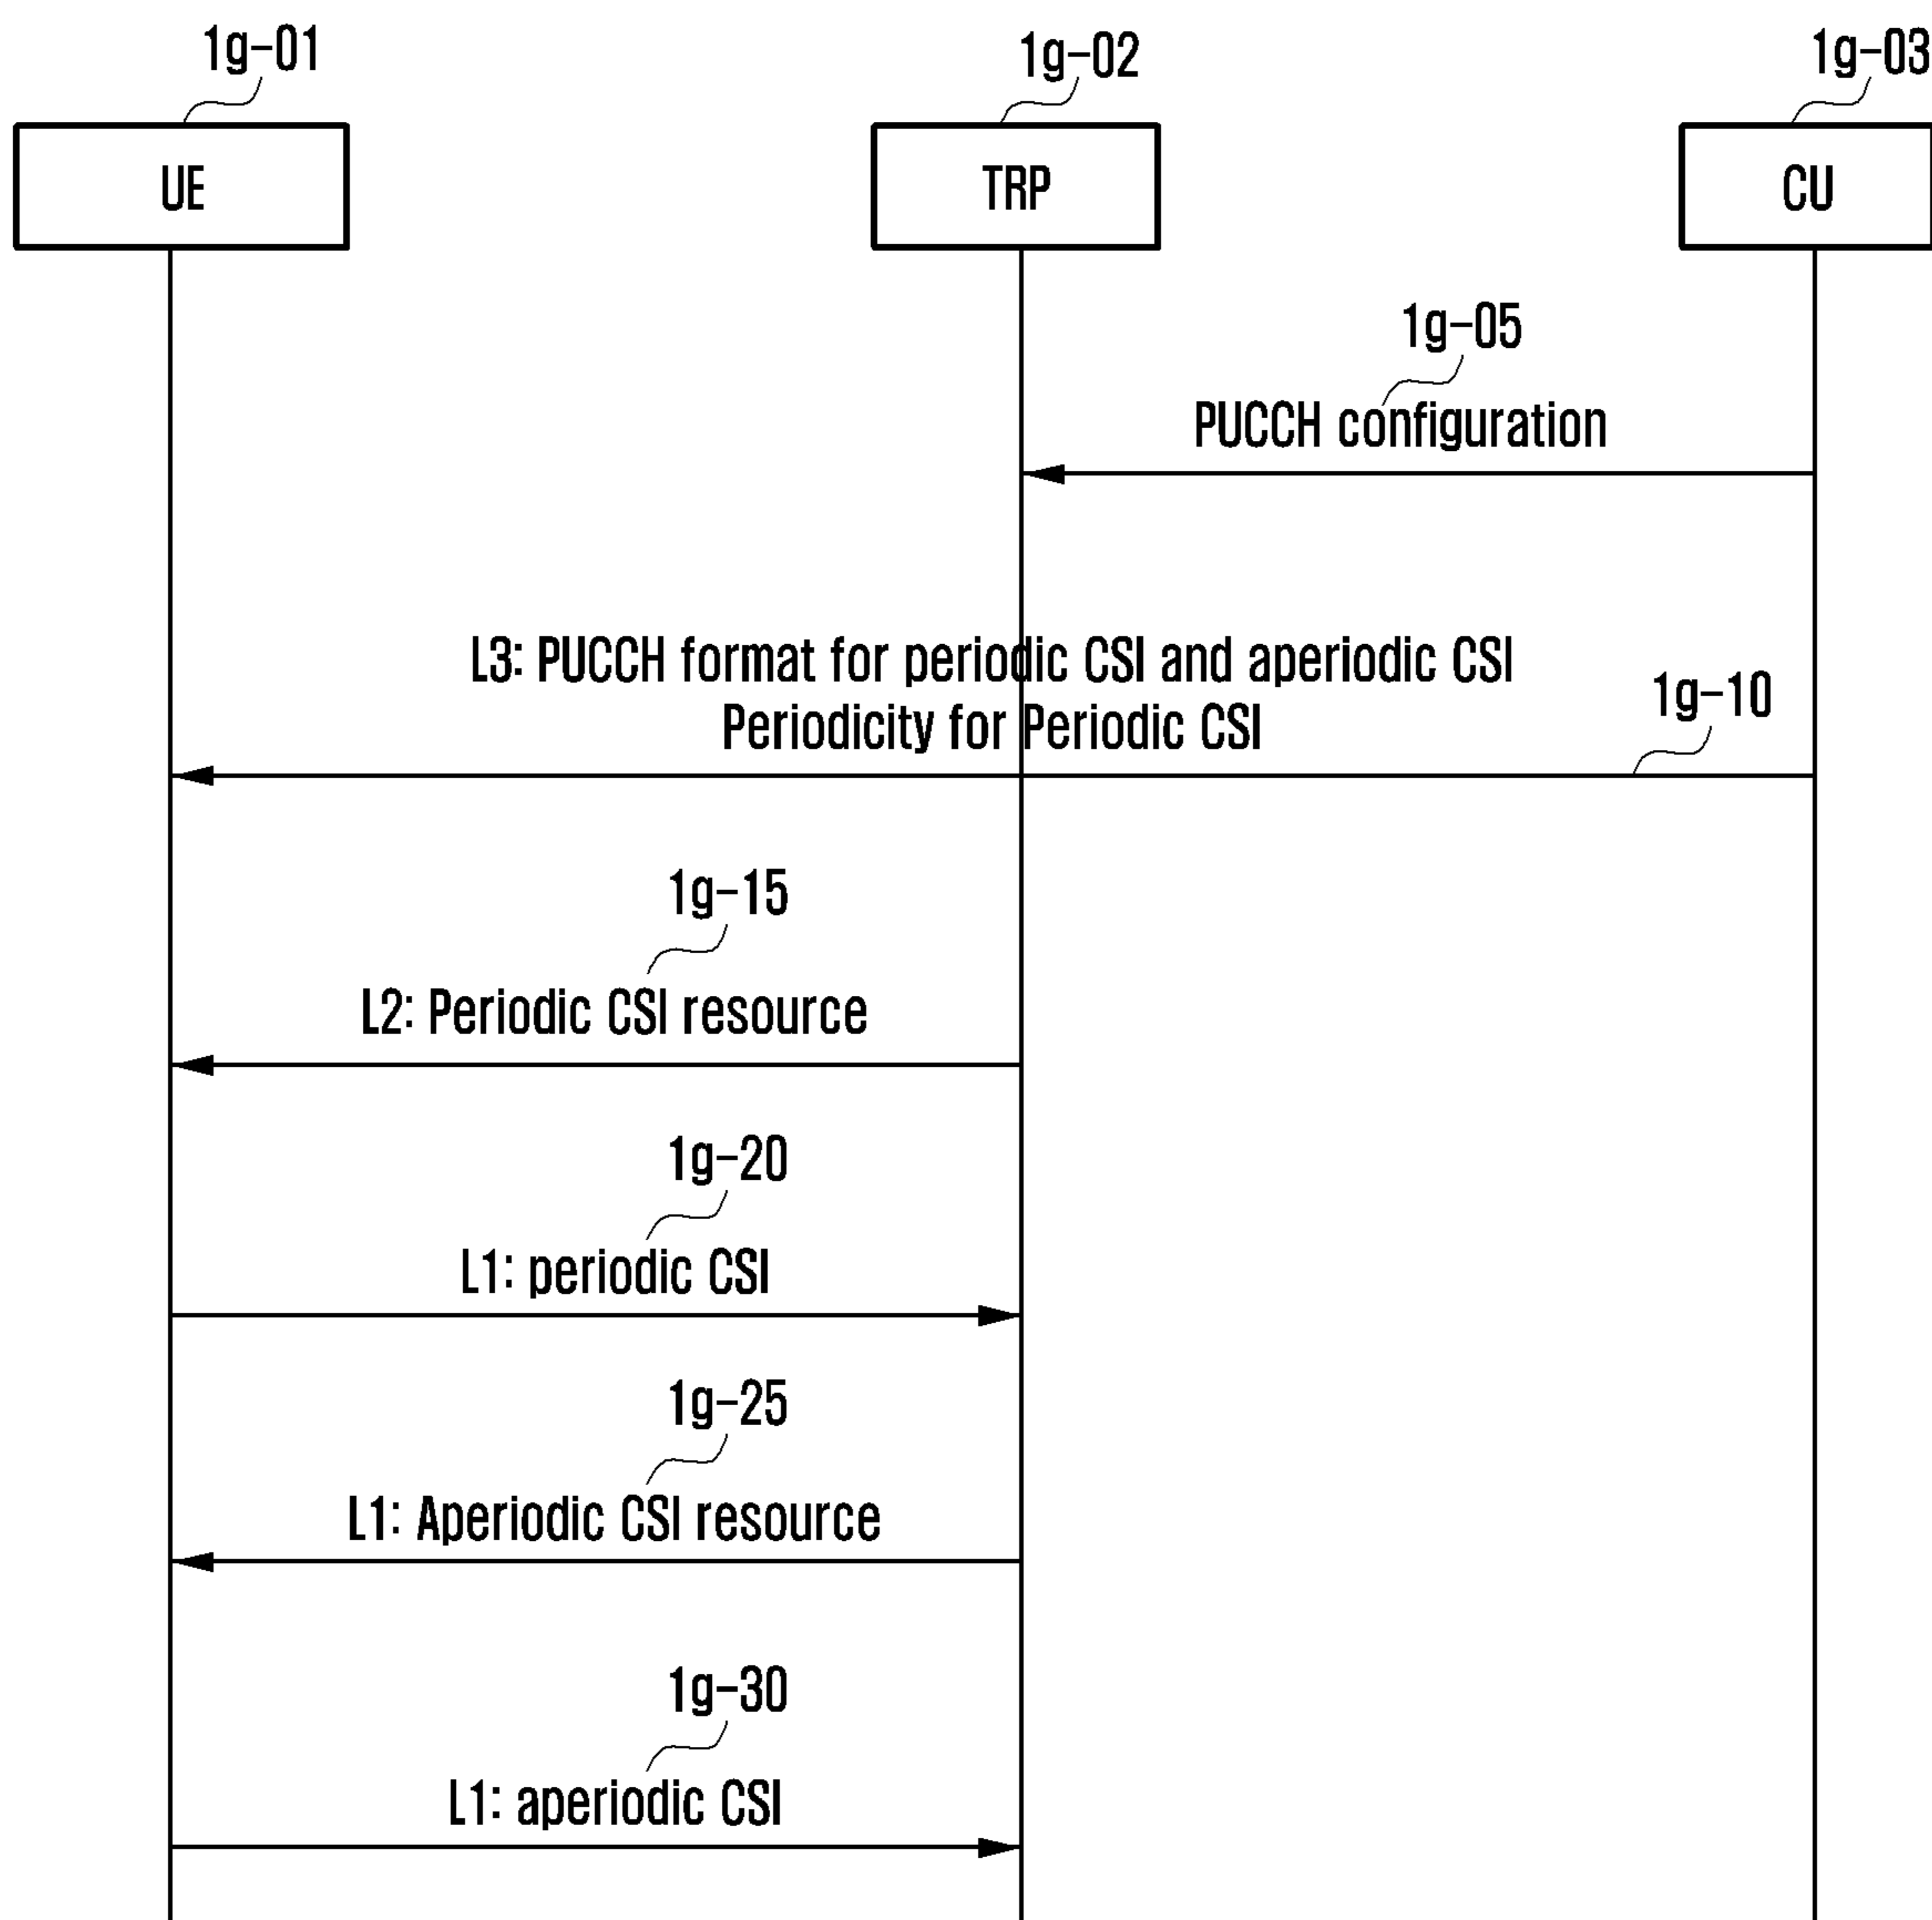 1g-01
1g-02
1g-03
UE
TRP
CU
1g-05
PUCCH configuration
L3: PUCCH format for periodic CSI and aperiodic CSI
Periodicity for Periodic CSI
1g-10
1g-15
L2: Periodic CSI resource
1g-20
L1: periodic CSI
1g-25
L1: Aperiodic CSI resource
1g-30
L1: aperiodic CSI